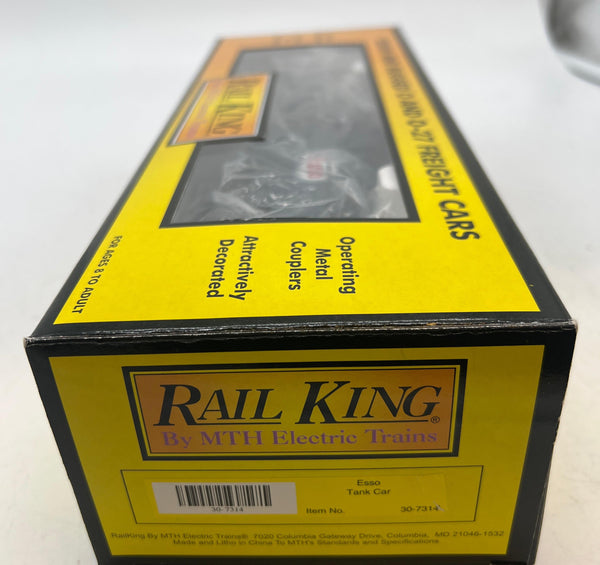 O AND O-27 FREIGHT CARS
RAIL KING
Operating
Metal
Couplers
Attractively
Decorated
FOR AGES 8 TO ADULT
RAIL KING®
By MTH Electric Trains
Esso
Tank Car
30-7314
Item No. 30-7314
RailKing By MTH Electric Trains® 7020 Columbia Gateway Drive, Columbia, MD 21046-1532
Made and Litho in China To MTH's Standards and Specifications